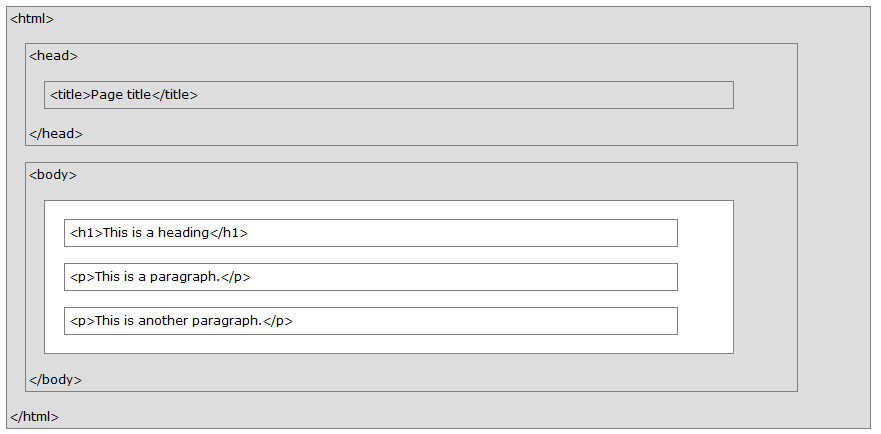 <html>
<head>
<title>Page title</title>
</head>
<body>
<h1>This is a heading</h1>
<p>This is a paragraph.</p>
<p>This is another paragraph.</p>
</body>
</html>